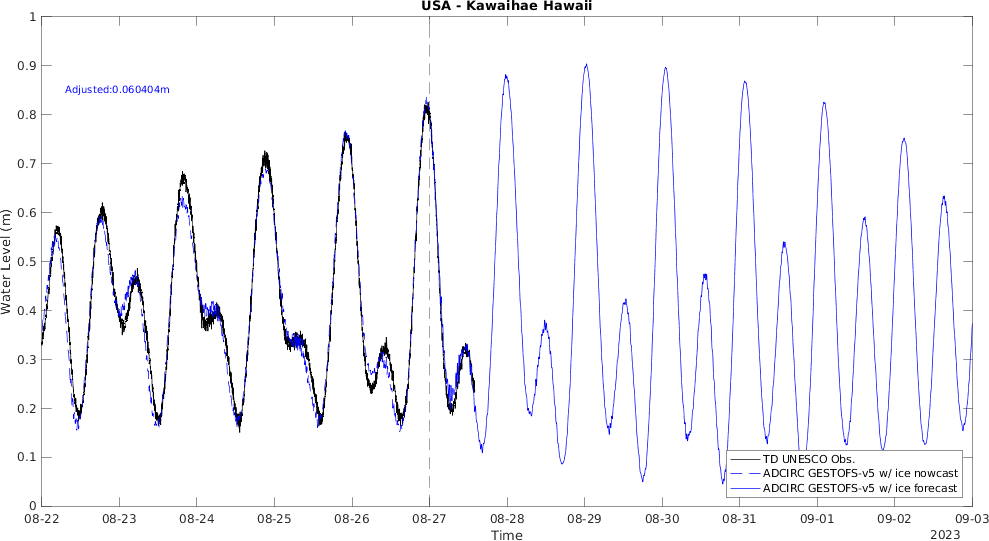 USA - Kawaihae Hawaii
1
0.9
Adjusted:0.060404m
0.8
0.7
0.6
0.5
0.4
0.3
0.2
0.1
0
Water Level (m)
TD UNESCO Obs.
ADCIRC GESTOFS-v5 w/ ice nowcast
ADCIRC GESTOFS-v5 w/ ice forecast
08-22 08-23 08-24 08-25 08-26 08-27 08-28 08-29 08-30 08-31 09-01 09-02 09-03
Time
2023